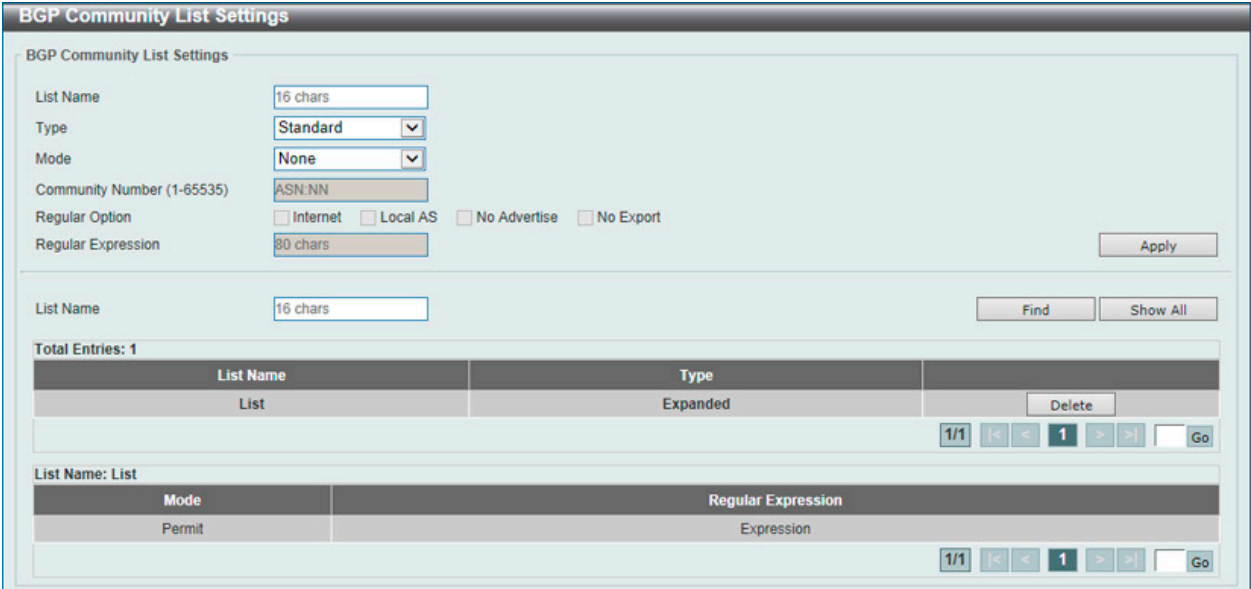 BGP Community List Settings
BGP Community List Settings
List Name 16 chars
Type Standard
Mode None
Community Number (1-65535) ASN:NN
Regular Option Internet Local AS No Advertise No Export
Regular Expression 80 chars Apply
List Name 16 chars Find Show All
Total Entries: 1
List Name Type
List Expanded Delete
1/1 |< < 1 > >| Go
List Name: List
Mode Regular Expression
Permit Expression
1/1 |< < 1 > >| Go